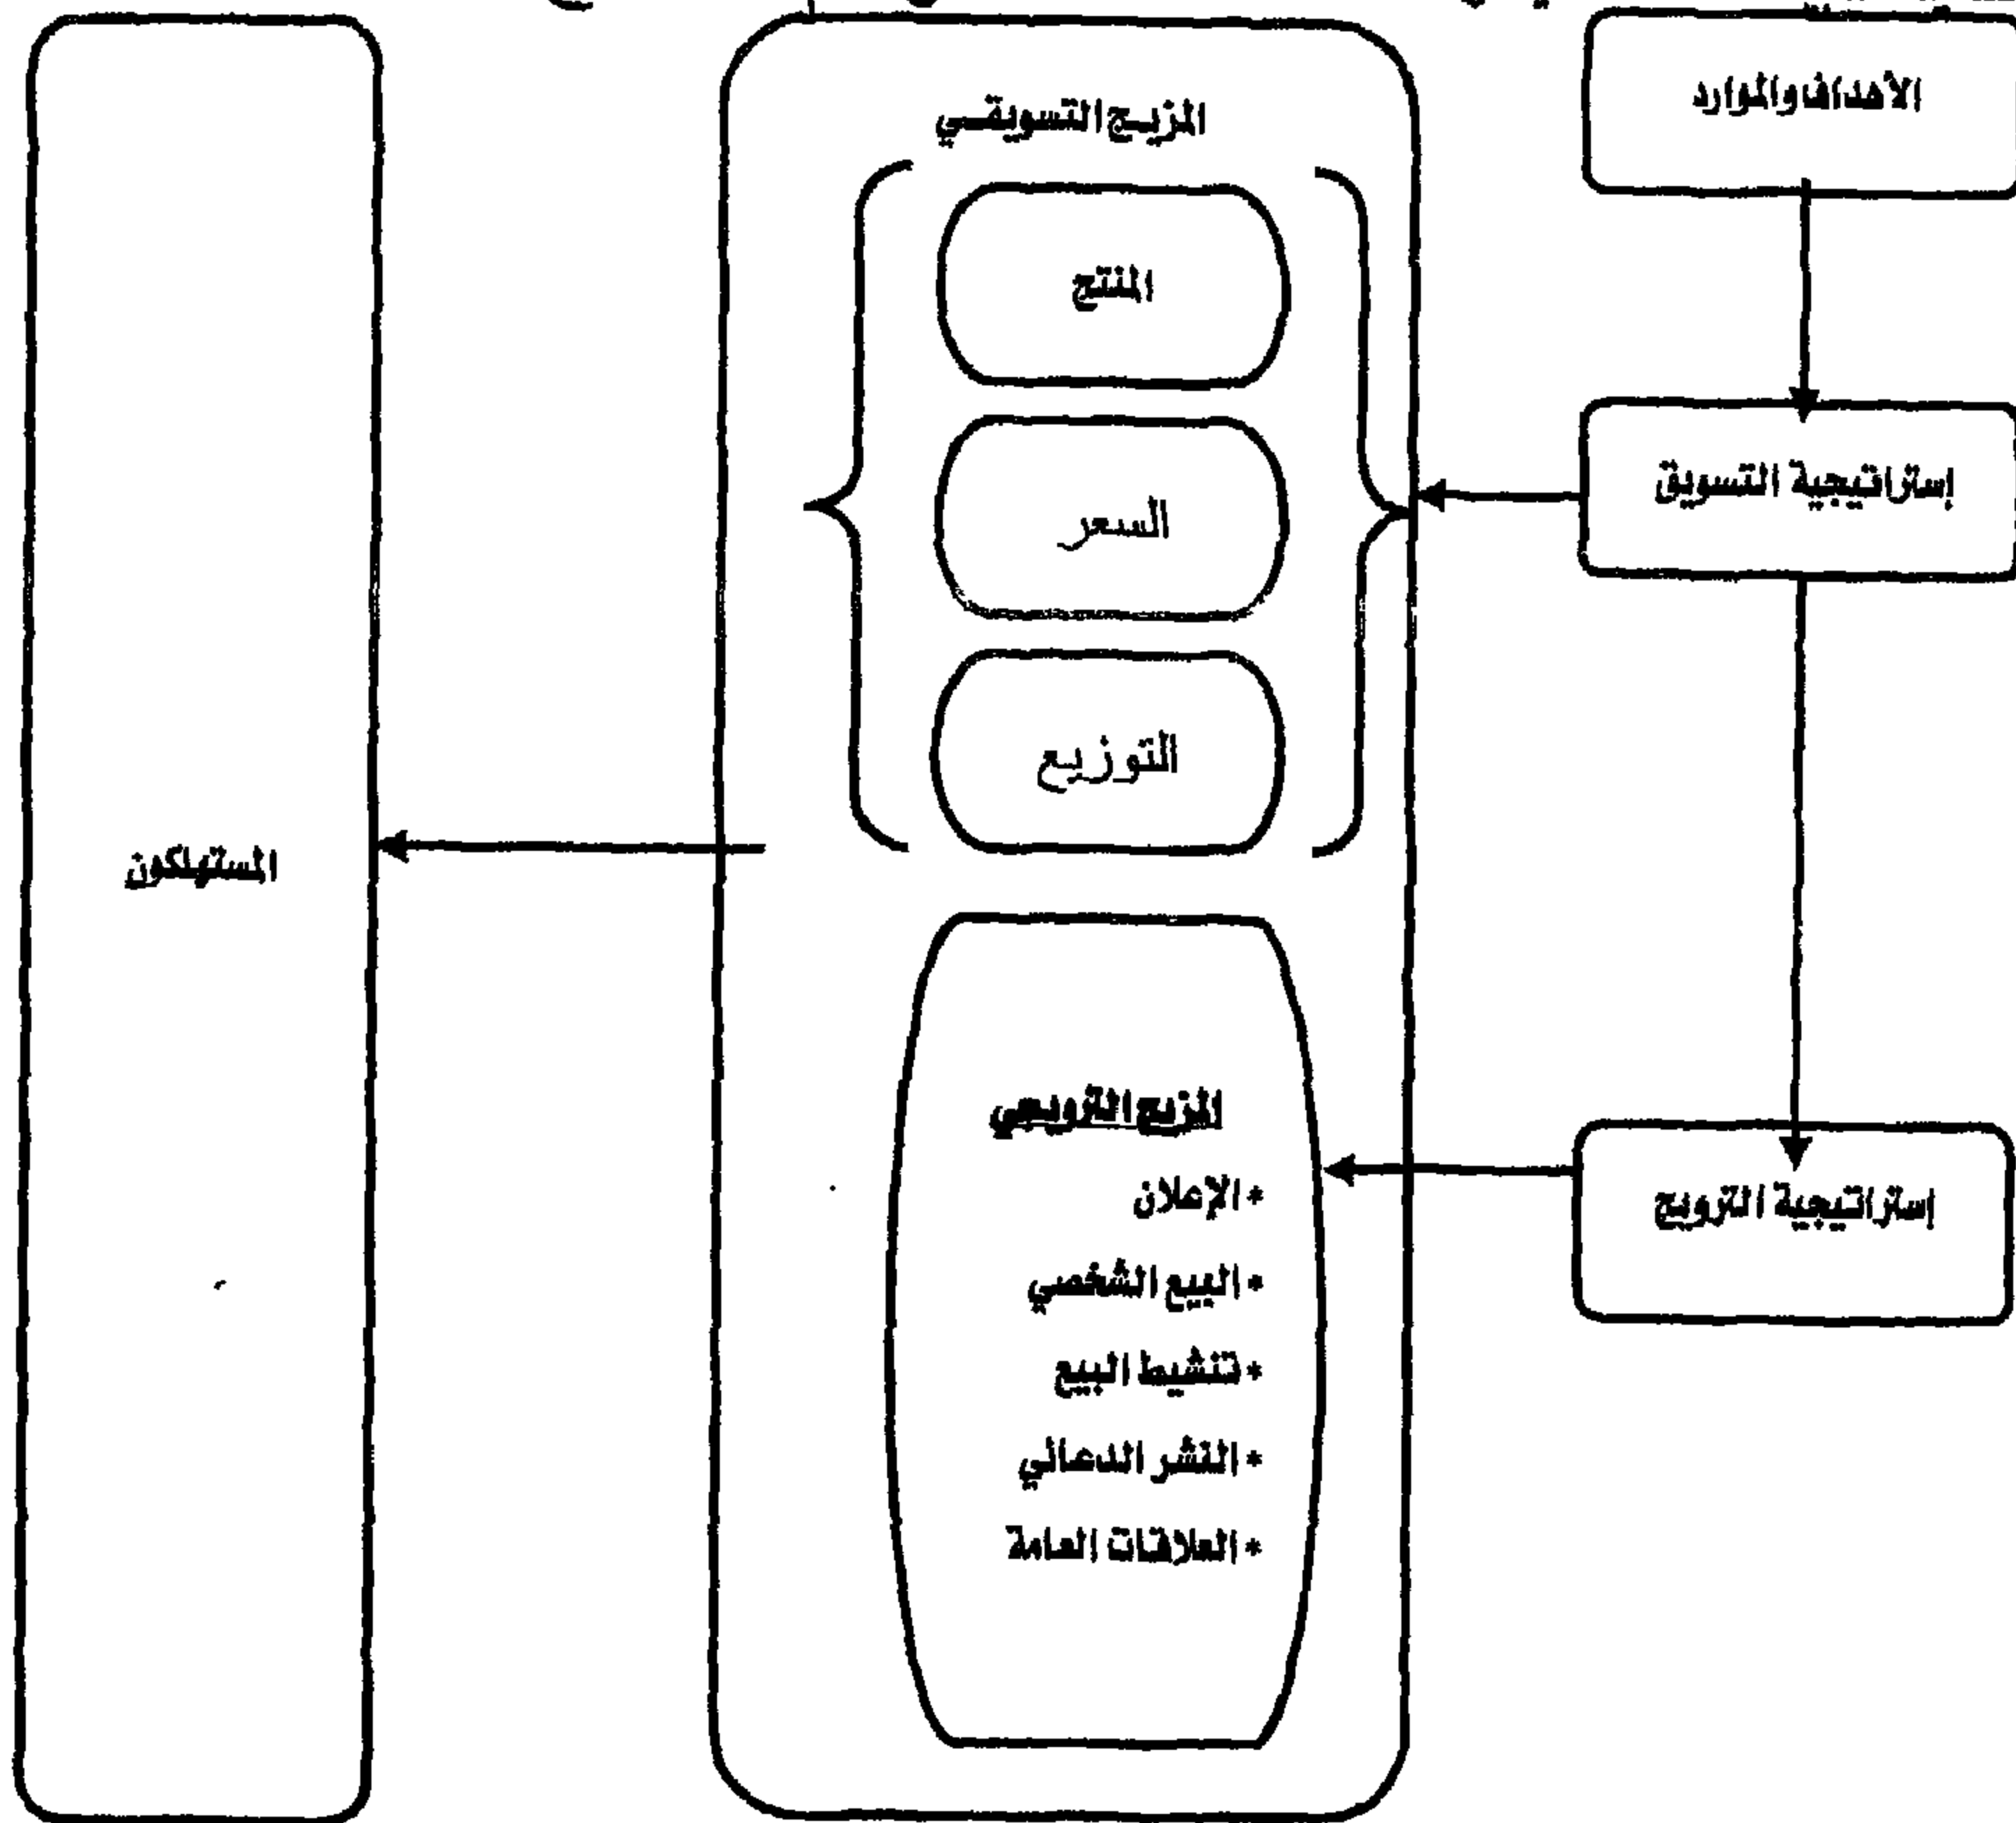 الأهداف والموارد
إستراتيجية التسويق
إستراتيجية الترويج
المزيج التسويقي
المنتج
السعر
التوزيع
المزيج الترويجي
* الإعلان
* البيع الشخصي
* تنشيط البيع
* النشر الدعائي
* العلاقات العامة
المستهلكون